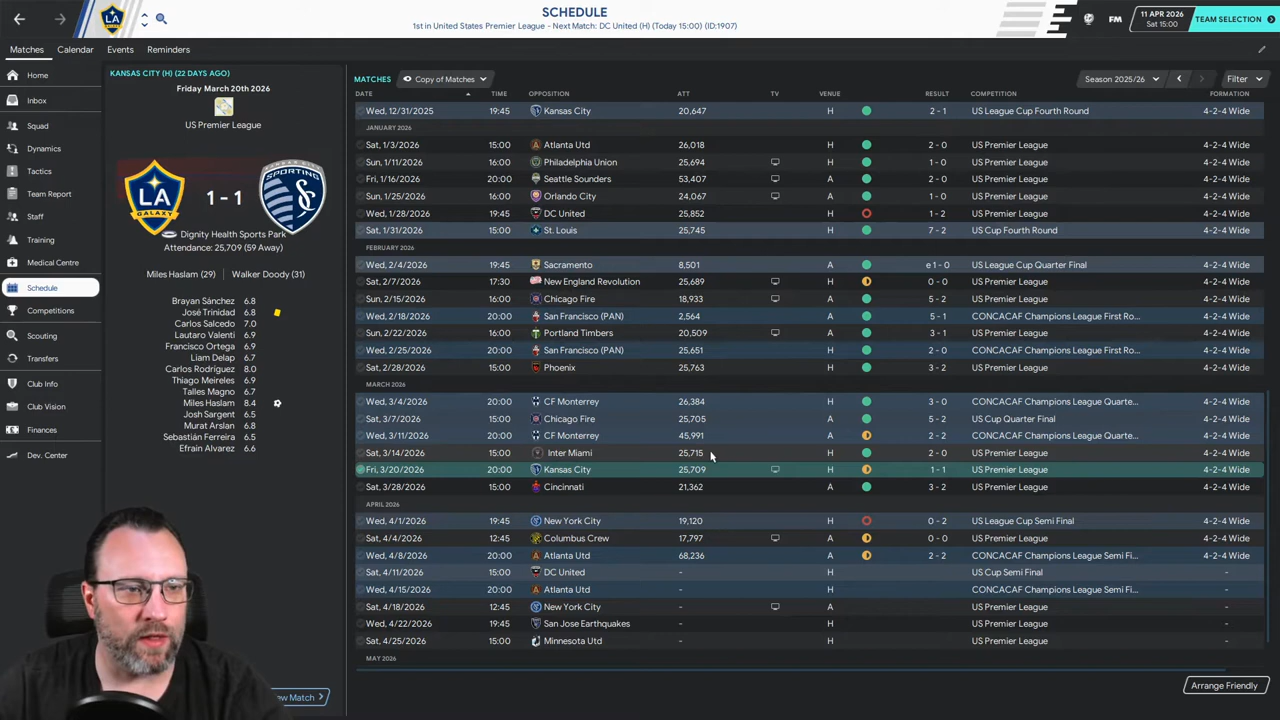 SCHEDULE
1st in United States Premier League - Next Match: DC United (H) (Today 15:00) (ID:1907)
FM
11 APR 2026
Sat 15:00
TEAM SELECTION
Matches Calendar Events Reminders
Home
Inbox
Squad
Dynamics
Tactics
Team Report
Staff
Training
Medical Centre
Schedule
Competitions
Scouting
Transfers
Club Info
Club Vision
Finances
Dev. Center
KANSAS CITY (H) (22 DAYS AGO)
Friday March 20th 2026
US Premier League
LA
GALAXY
1 - 1
SPORTING
Dignity Health Sports Park
Attendance: 25,709 (59 Away)
Miles Haslam (29) Walker Doody (31)
Brayan Sánchez 6.8
José Trinidad 6.8
Carlos Salcedo 7.0
Lautaro Valenti 6.9
Francisco Ortega 6.9
Liam Delap 6.7
Carlos Rodríguez 8.0
Thiago Meireles 6.9
Talles Magno 6.7
Miles Haslam 8.4
Josh Sargent 6.5
Murat Arslan 6.8
Sebastián Ferreira 6.5
Efrain Alvarez 6.6
ew Match
MATCHES Copy of Matches Season 2025/26 Filter
DATE TIME OPPOSITION ATT TV VENUE RESULT COMPETITION FORMATION
Wed, 12/31/2025 19:45 Kansas City 20,647 H 2 - 1 US League Cup Fourth Round 4-2-4 Wide
JANUARY 2026
Sat, 1/3/2026 15:00 Atlanta Utd 26,018 H 2 - 0 US Premier League 4-2-4 Wide
Sun, 1/11/2026 16:00 Philadelphia Union 25,694 H 1 - 0 US Premier League 4-2-4 Wide
Fri, 1/16/2026 20:00 Seattle Sounders 53,407 A 2 - 0 US Premier League 4-2-4 Wide
Sun, 1/25/2026 16:00 Orlando City 24,067 A 1 - 0 US Premier League 4-2-4 Wide
Wed, 1/28/2026 19:45 DC United 25,852 H 1 - 2 US Premier League 4-2-4 Wide
Sat, 1/31/2026 15:00 St. Louis 25,745 H 7 - 2 US Cup Fourth Round 4-2-4 Wide
FEBRUARY 2026
Wed, 2/4/2026 19:45 Sacramento 8,501 A e 1 - 0 US League Cup Quarter Final 4-2-4 Wide
Sat, 2/7/2026 17:30 New England Revolution 25,689 H 0 - 0 US Premier League 4-2-4 Wide
Sun, 2/15/2026 16:00 Chicago Fire 18,933 A 5 - 2 US Premier League 4-2-4 Wide
Wed, 2/18/2026 20:00 San Francisco (PAN) 2,564 A 5 - 1 CONCACAF Champions League First Ro... 4-2-4 Wide
Sun, 2/22/2026 16:00 Portland Timbers 20,509 A 3 - 1 US Premier League 4-2-4 Wide
Wed, 2/25/2026 20:00 San Francisco (PAN) 25,651 H 2 - 0 CONCACAF Champions League First Ro... 4-2-4 Wide
Sat, 2/28/2026 15:00 Phoenix 25,763 H 3 - 2 US Premier League 4-2-4 Wide
MARCH 2026
Wed, 3/4/2026 20:00 CF Monterrey 26,384 H 3 - 0 CONCACAF Champions League Quarte... 4-2-4 Wide
Sat, 3/7/2026 15:00 Chicago Fire 25,705 H 5 - 2 US Cup Quarter Final 4-2-4 Wide
Wed, 3/11/2026 20:00 CF Monterrey 45,991 A 2 - 2 CONCACAF Champions League Quarte... 4-2-4 Wide
Sat, 3/14/2026 15:00 Inter Miami 25,715 H 2 - 0 US Premier League 4-2-4 Wide
Fri, 3/20/2026 20:00 Kansas City 25,709 H 1 - 1 US Premier League 4-2-4 Wide
Sat, 3/28/2026 15:00 Cincinnati 21,362 A 3 - 2 US Premier League 4-2-4 Wide
APRIL 2026
Wed, 4/1/2026 19:45 New York City 19,120 H 0 - 2 US League Cup Semi Final 4-2-4 Wide
Sat, 4/4/2026 12:45 Columbus Crew 17,797 A 0 - 0 US Premier League 4-2-4 Wide
Wed, 4/8/2026 20:00 Atlanta Utd 68,236 A 2 - 2 CONCACAF Champions League Semi Fi... 4-2-4 Wide
Sat, 4/11/2026 15:00 DC United - H US Cup Semi Final -
Wed, 4/15/2026 20:00 Atlanta Utd - H CONCACAF Champions League Semi Fi... -
Sat, 4/18/2026 12:45 New York City - A US Premier League -
Wed, 4/22/2026 19:45 San Jose Earthquakes - H US Premier League -
Sat, 4/25/2026 15:00 Minnesota Utd - H US Premier League -
MAY 2026
Arrange Friendly